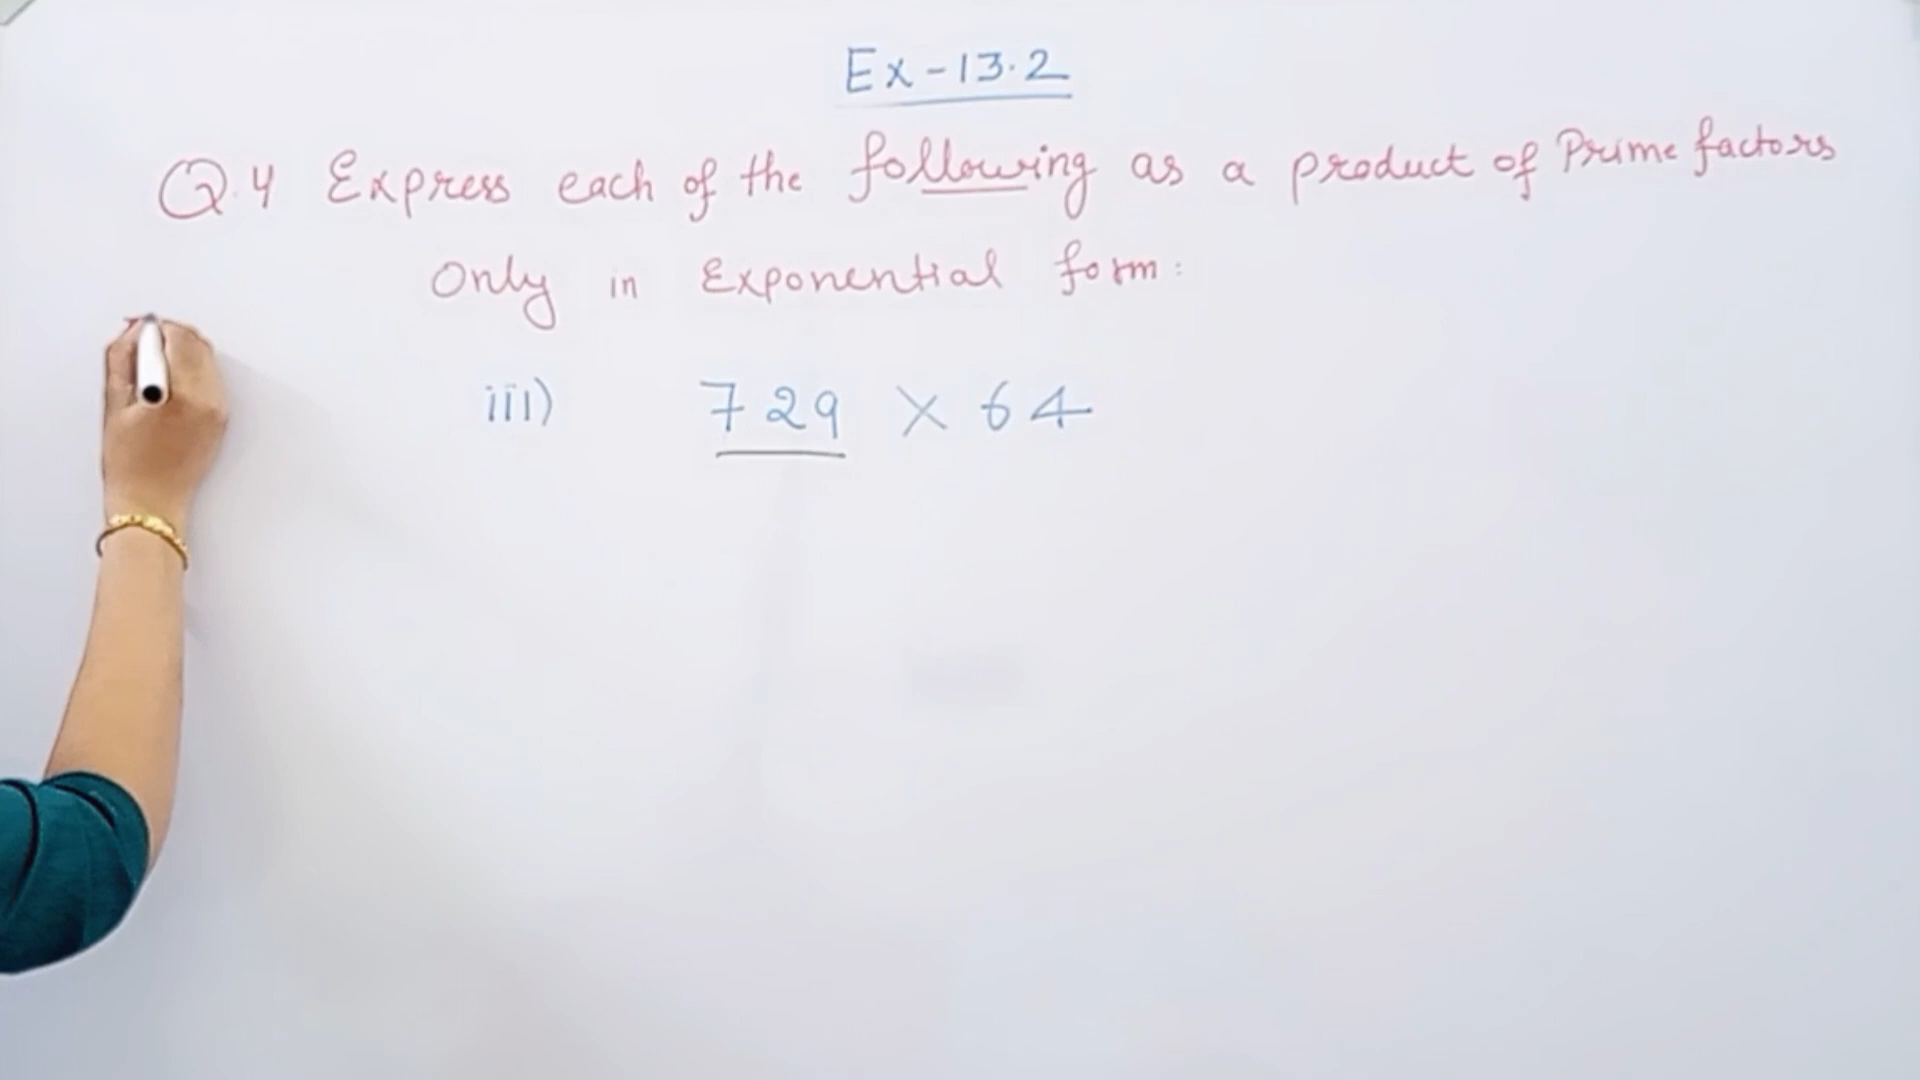 Ex-13.2
Q.4 Express each of the following as a product of Prime factors
Only in Exponential form:
iii) 729 × 64